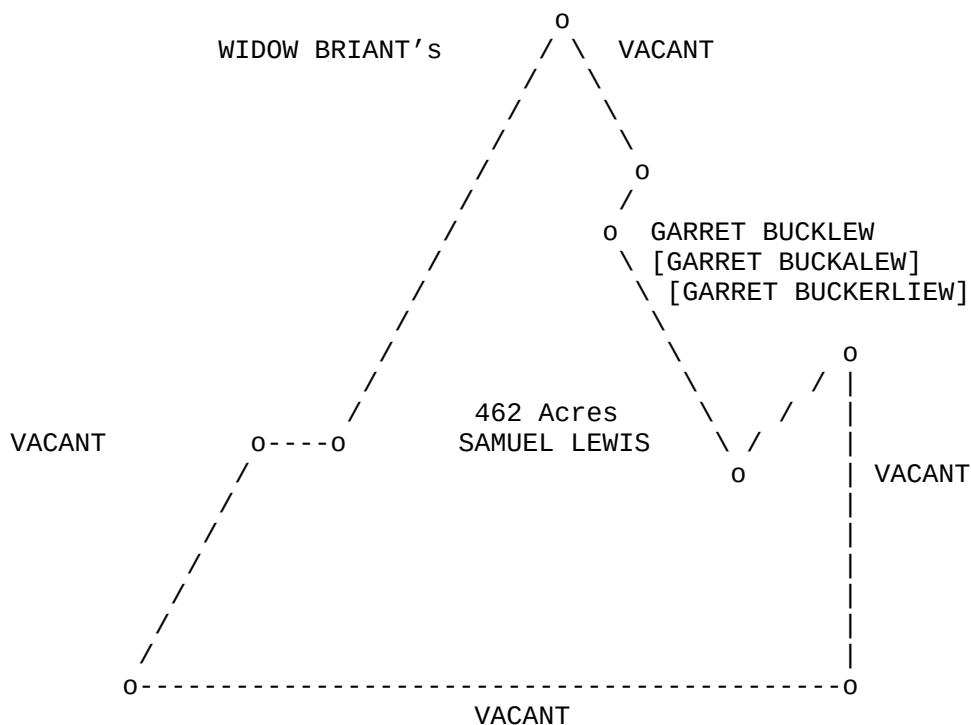 WIDOW BRIANT's VACANT
GARRET BUCKLEW
[GARRET BUCKALEW]
[GARRET BUCKERLIEW]
462 Acres
VACANT SAMUEL LEWIS
VACANT
VACANT